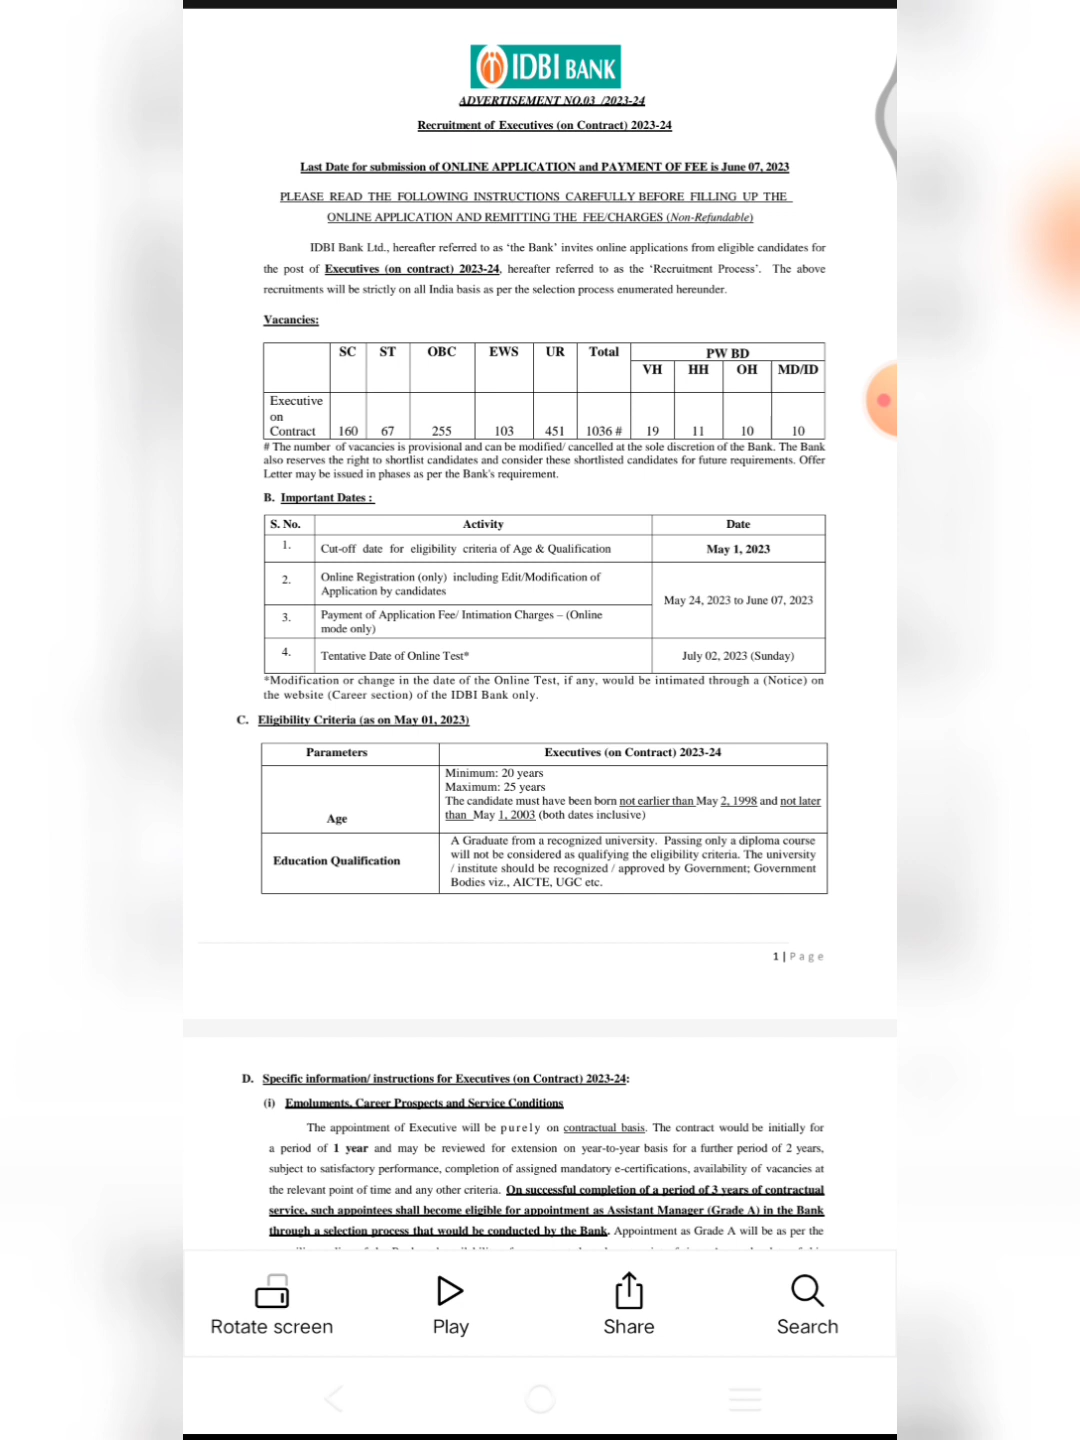 IDBI BANK
ADVERTISEMENT NO.03 /2023-24
Recruitment of Executives (on Contract) 2023-24
Last Date for submission of ONLINE APPLICATION and PAYMENT OF FEE is June 07, 2023
PLEASE READ THE FOLLOWING INSTRUCTIONS CAREFULLY BEFORE FILLING UP THE
ONLINE APPLICATION AND REMITTING THE FEE/CHARGES (Non-Refundable)
IDBI Bank Ltd., hereafter referred to as ‘the Bank’ invites online applications from eligible candidates for
the post of Executives (on contract) 2023-24, hereafter referred to as the ‘Recruitment Process’. The above
recruitments will be strictly on all India basis as per the selection process enumerated hereunder.
Vacancies:
SC ST OBC EWS UR Total PW BD
VH HH OH MD/ID
Executive
on
Contract 160 67 255 103 451 1036 # 19 11 10 10
# The number of vacancies is provisional and can be modified/ cancelled at the sole discretion of the Bank. The Bank
also reserves the right to shortlist candidates and consider these shortlisted candidates for future requirements. Offer
Letter may be issued in phases as per the Bank's requirement.
B. Important Dates :
S. No. Activity Date
1. Cut-off date for eligibility criteria of Age & Qualification May 1, 2023
2. Online Registration (only) including Edit/Modification of
Application by candidates
May 24, 2023 to June 07, 2023
3. Payment of Application Fee/ Intimation Charges – (Online
mode only)
4. Tentative Date of Online Test* July 02, 2023 (Sunday)
*Modification or change in the date of the Online Test, if any, would be intimated through a (Notice) on
the website (Career section) of the IDBI Bank only.
C. Eligibility Criteria (as on May 01, 2023)
Parameters Executives (on Contract) 2023-24
Minimum: 20 years
Maximum: 25 years
The candidate must have been born not earlier than May 2, 1998 and not later
than May 1, 2003 (both dates inclusive)
Age
A Graduate from a recognized university. Passing only a diploma course
will not be considered as qualifying the eligibility criteria. The university
/ institute should be recognized / approved by Government; Government
Bodies viz., AICTE, UGC etc.
Education Qualification
1 | Page
D. Specific information/ instructions for Executives (on Contract) 2023-24:
(i) Emoluments, Career Prospects and Service Conditions
The appointment of Executive will be purely on contractual basis. The contract would be initially for
a period of 1 year and may be reviewed for extension on year-to-year basis for a further period of 2 years,
subject to satisfactory performance, completion of assigned mandatory e-certifications, availability of vacancies at
the relevant point of time and any other criteria. On successful completion of a period of 3 years of contractual
service, such appointees shall become eligible for appointment as Assistant Manager (Grade A) in the Bank
through a selection process that would be conducted by the Bank. Appointment as Grade A will be as per the
Rotate screen
Play
Share
Search